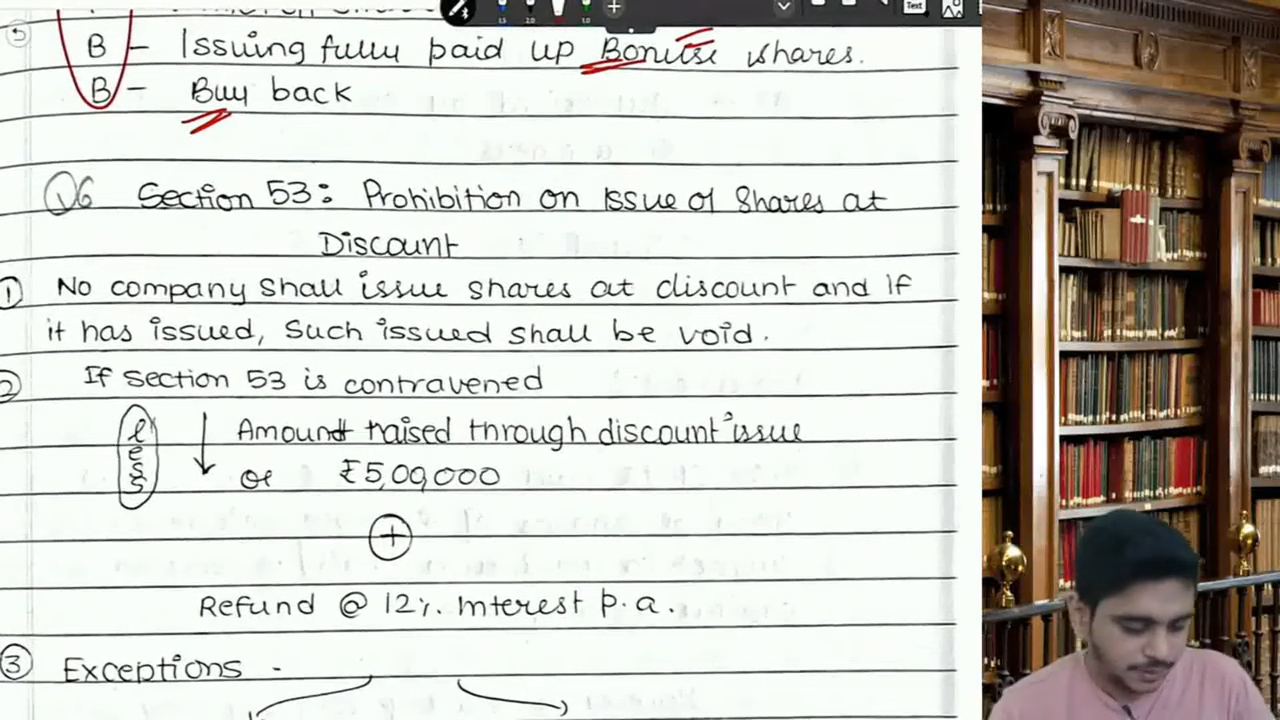 B - Issuing fully paid up Bonus shares.
B - Buy back
Q6 Section 53: Prohibition on Issue of Shares at
Discount
① No company shall issue shares at discount and if
it has issued, Such issued shall be void.
② If Section 53 is contravened
less ↓ Amount raised through discount issue
or ₹5,00,000
+
Refund @ 12% Interest p.a.
③ Exceptions -
Text